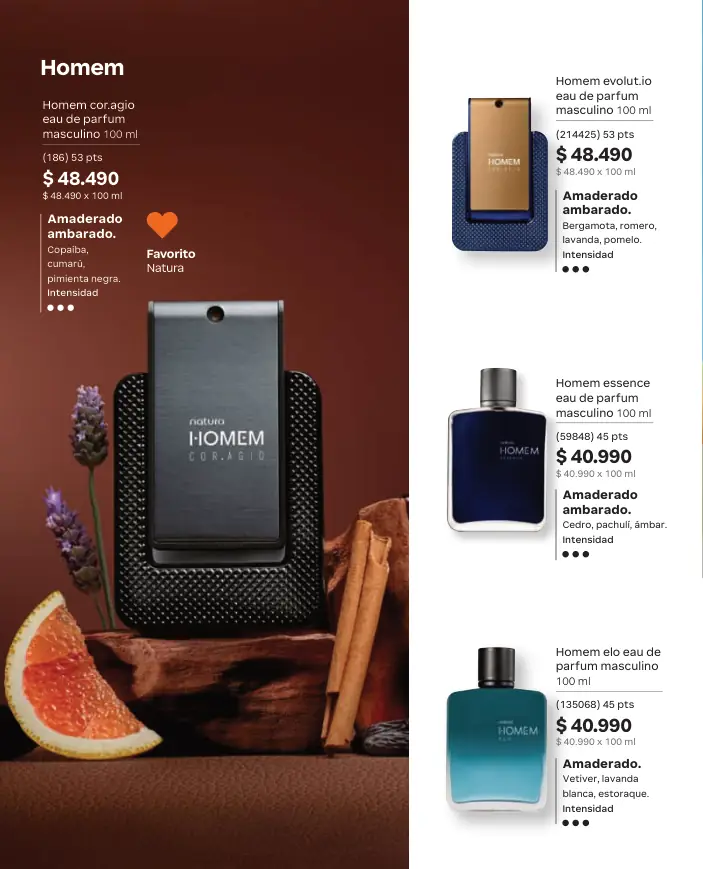 Homem
Homem cor.agio
eau de parfum
masculino 100 ml
(186) 53 pts
$ 48.490
$ 48.490 x 100 ml
Amaderado
ambarado.
Copaíba,
cumarú,
pimienta negra.
Intensidad
Favorito
Natura
natura
HOMEM
COR.AGIO
Homem evolut.io
eau de parfum
masculino 100 ml
(214425) 53 pts
$ 48.490
$ 48.490 x 100 ml
Amaderado
ambarado.
Bergamota, romero,
lavanda, pomelo.
Intensidad
HOMEM
Homem essence
eau de parfum
masculino 100 ml
(59848) 45 pts
$ 40.990
$ 40.990 x 100 ml
Amaderado
ambarado.
Cedro, pachulí, ámbar.
Intensidad
HOMEM
Homem elo eau de
parfum masculino
100 ml
(135068) 45 pts
$ 40.990
$ 40.990 x 100 ml
Amaderado.
Vetiver, lavanda
blanca, estoraque.
Intensidad
HOMEM